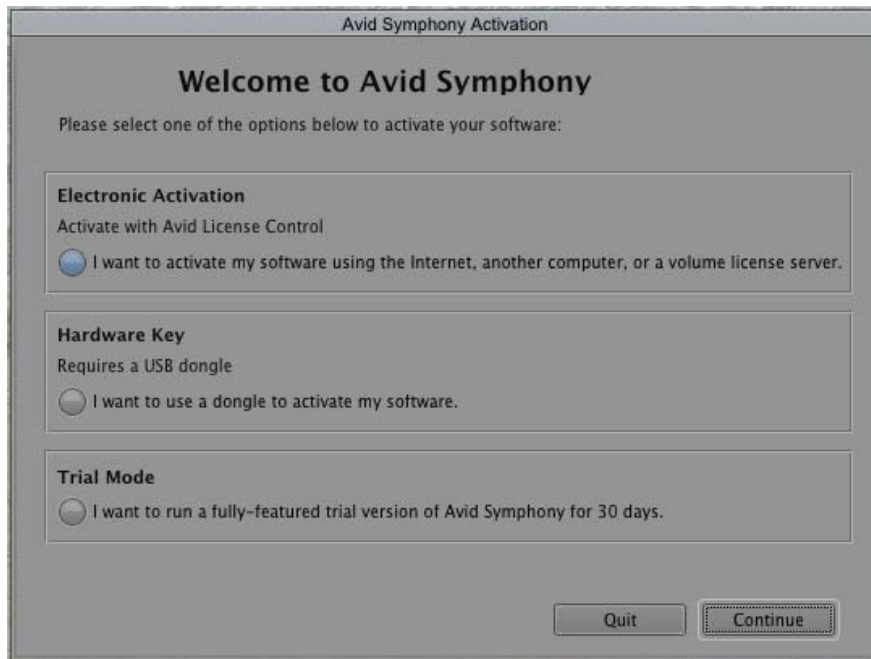 Avid Symphony Activation
Welcome to Avid Symphony
Please select one of the options below to activate your software:
Electronic Activation
Activate with Avid License Control
I want to activate my software using the Internet, another computer, or a volume license server.
Hardware Key
Requires a USB dongle
I want to use a dongle to activate my software.
Trial Mode
I want to run a fully-featured trial version of Avid Symphony for 30 days.
Quit Continue